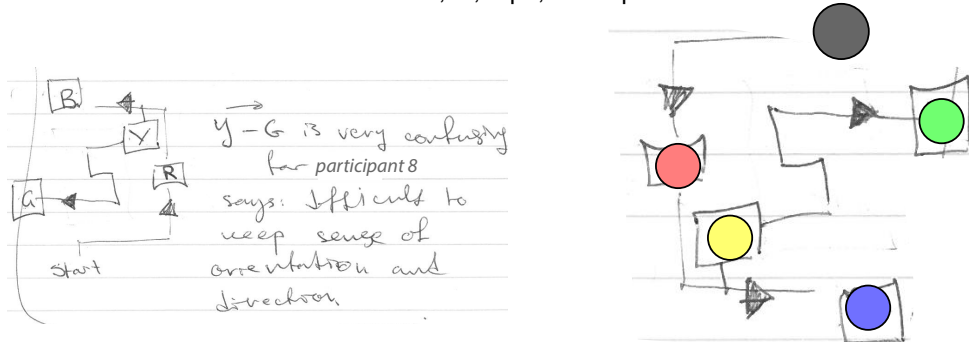 B
Y
R
G
Start
Y – G is very confusing
for participant 8
says: difficult to
keep sense of
orientation and
direction